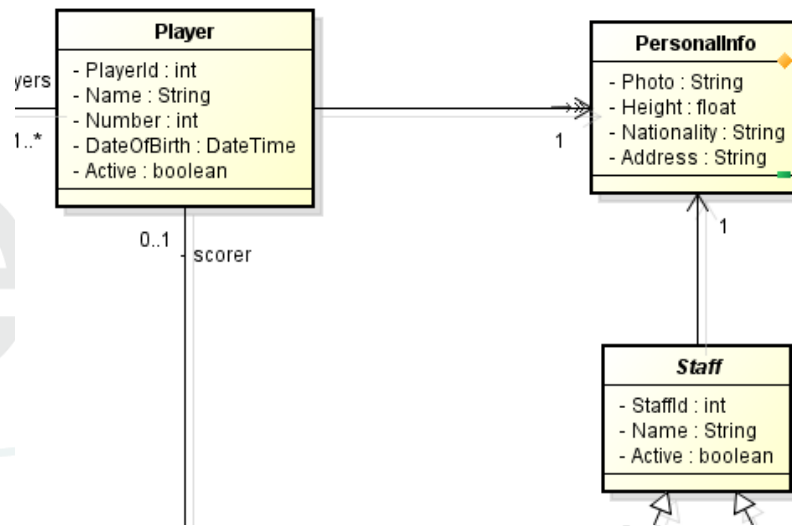 Player
- PlayerId : int
- Name : String
- Number : int
- DateOfBirth : DateTime
- Active : boolean
yers
1..*
0..1
- scorer
1
PersonalInfo
- Photo : String
- Height : float
- Nationality : String
- Address : String
1
Staff
- StaffId : int
- Name : String
- Active : boolean